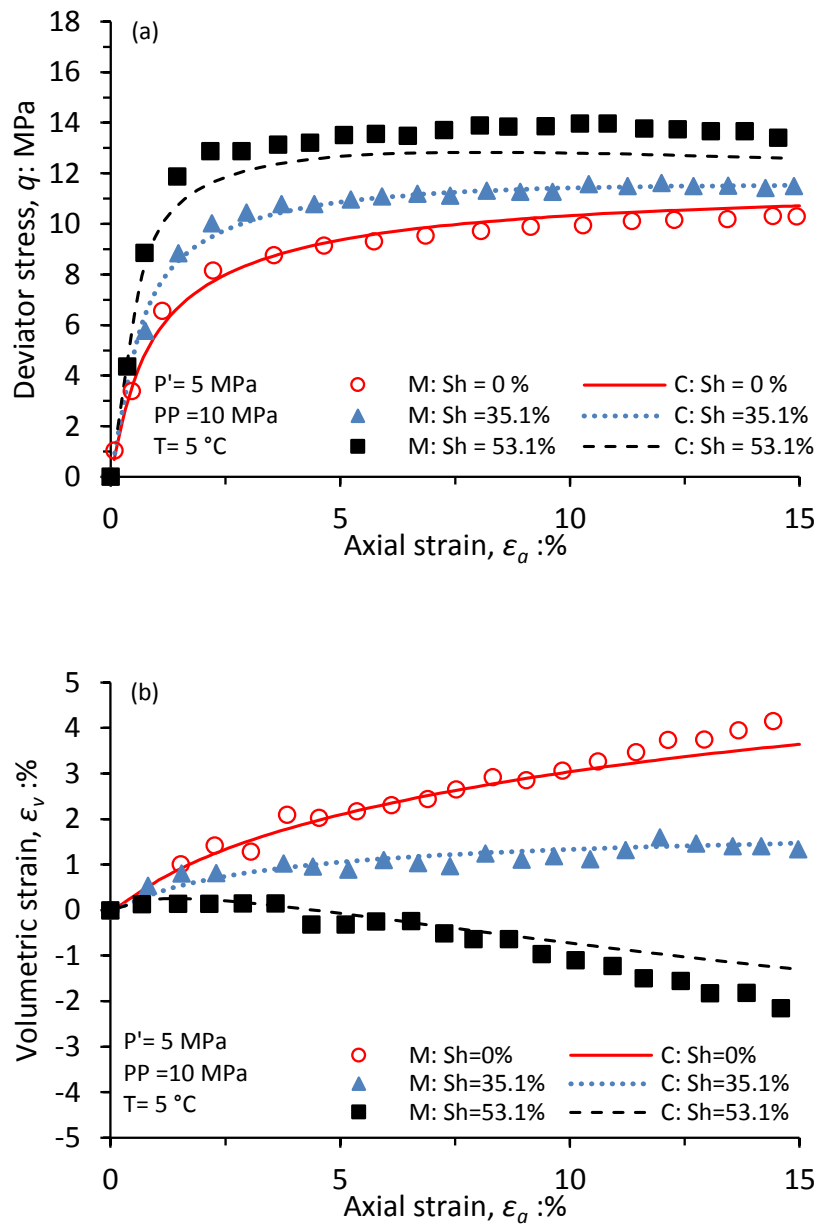 (a)
18
16
14
12
10
8
6
4
2
0
Deviator stress, q: MPa
P'= 5 MPa
PP =10 MPa
T= 5 °C
M: Sh = 0 %
C: Sh = 0 %
M: Sh =35.1%
C: Sh =35.1%
M: Sh = 53.1%
C: Sh = 53.1%
0 5 10 15
Axial strain, εa :%
(b)
5
4
3
2
1
0
-1
-2
-3
-4
-5
Volumetric strain, εv :%
P'= 5 MPa
PP =10 MPa
T= 5 °C
M: Sh=0%
C: Sh=0%
M: Sh=35.1%
C: Sh=35.1%
M: Sh=53.1%
C: Sh=53.1%
0 5 10 15
Axial strain, εa :%